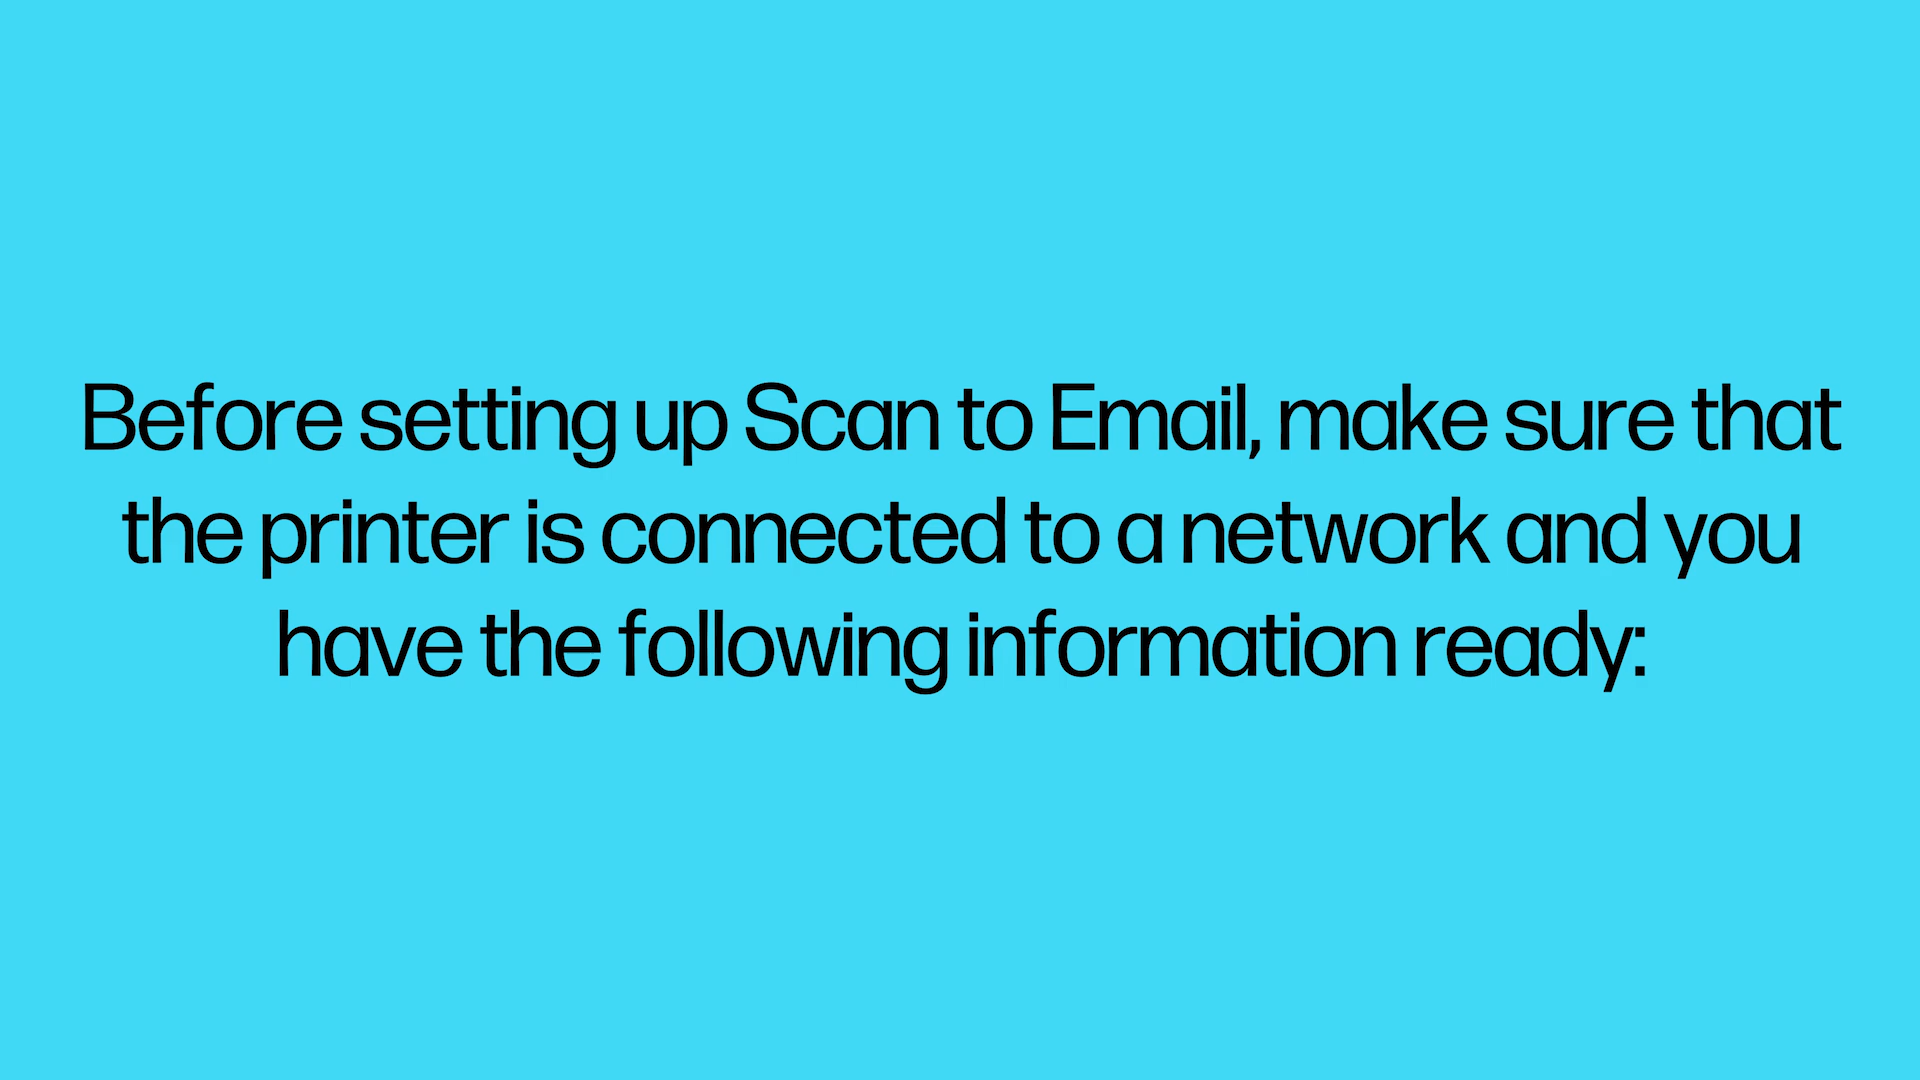 Before setting up Scan to Email, make sure that
the printer is connected to a network and you
have the following information ready: